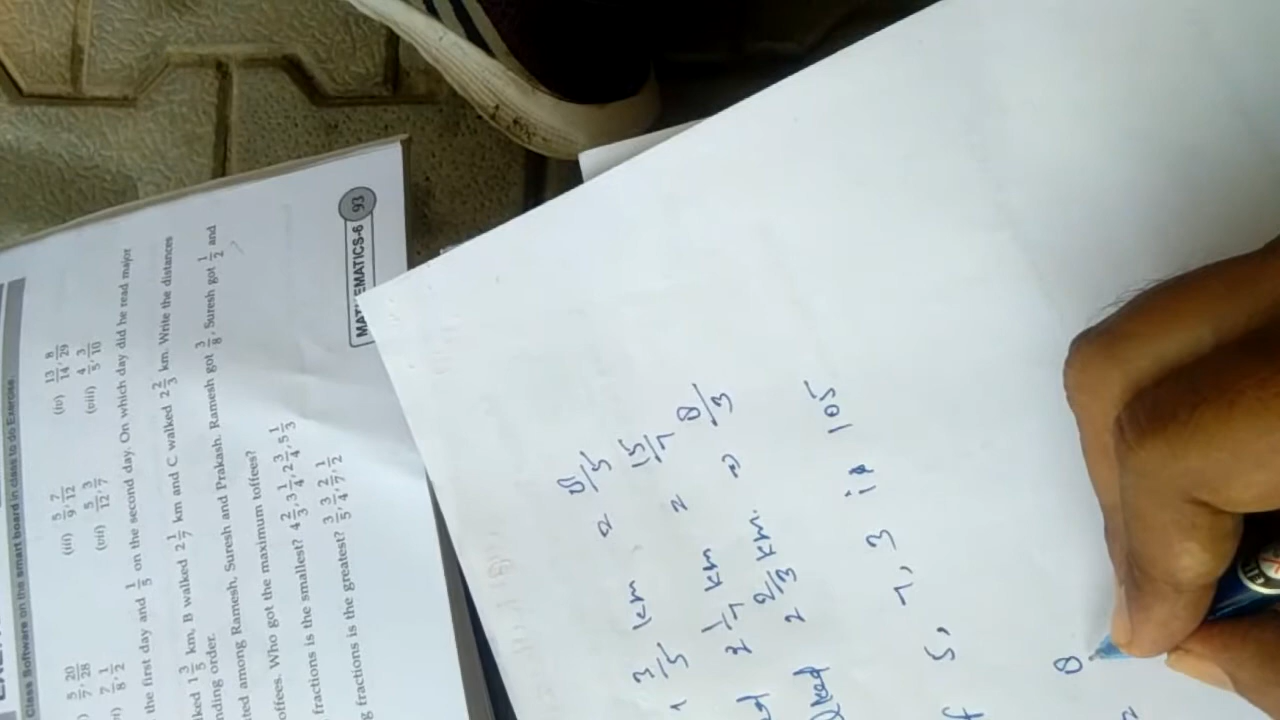 Class Software on the smart board in class to do Exercise.
5/7, 20/28 (iii) 5/9, 7/12 (iv) 13/14, 8/29
7/8, 1/2 (vii) 5/12, 3/7 (viii) 4/5, 3/10
the first day and 1/5 on the second day. On which day did he read major
1 3/5 km, B walked 2 1/7 km and C walked 2 2/3 km. Write the distances
order.
among Ramesh, Suresh and Prakash. Ramesh got 3/8, Suresh got 1/2 and
Who got the maximum toffees?
fractions is the smallest? 4 2/3, 3 1/4, 2 3/4, 5 1/3
fractions is the greatest? 3/5, 3/4, 2/7, 1/2
EMATICS-6 93
1 3/5 km = 8/5
2 1/7 km = 15/7
2 2/3 km. = 8/3
5, 7, 3 is 105
8
=